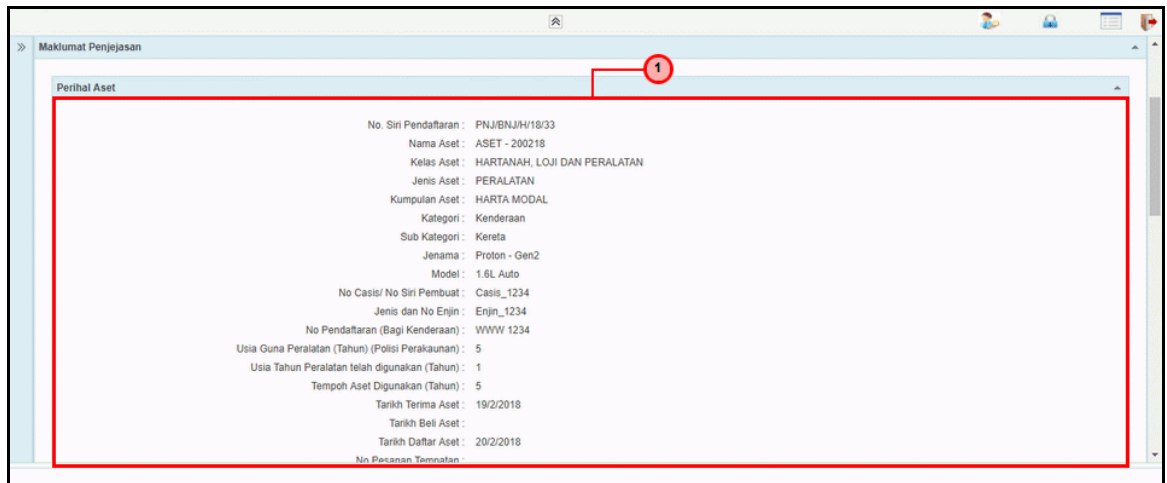 Maklumat Penjejasan
1
Perihal Aset
No. Siri Pendaftaran : PNJ/BNJ/H/18/33
Nama Aset : ASET - 200218
Kelas Aset : HARTANAH, LOJI DAN PERALATAN
Jenis Aset : PERALATAN
Kumpulan Aset : HARTA MODAL
Kategori : Kenderaan
Sub Kategori : Kereta
Jenama : Proton - Gen2
Model : 1.6L Auto
No Casis/ No Siri Pembuat : Casis_1234
Jenis dan No Enjin : Enjin_1234
No Pendaftaran (Bagi Kenderaan) : WWW 1234
Usia Guna Peralatan (Tahun) (Polisi Perakaunan) : 5
Usia Tahun Peralatan telah digunakan (Tahun) : 1
Tempoh Aset Digunakan (Tahun) : 5
Tarikh Terima Aset : 19/2/2018
Tarikh Beli Aset :
Tarikh Daftar Aset : 20/2/2018
No Pesanan Tempatan :